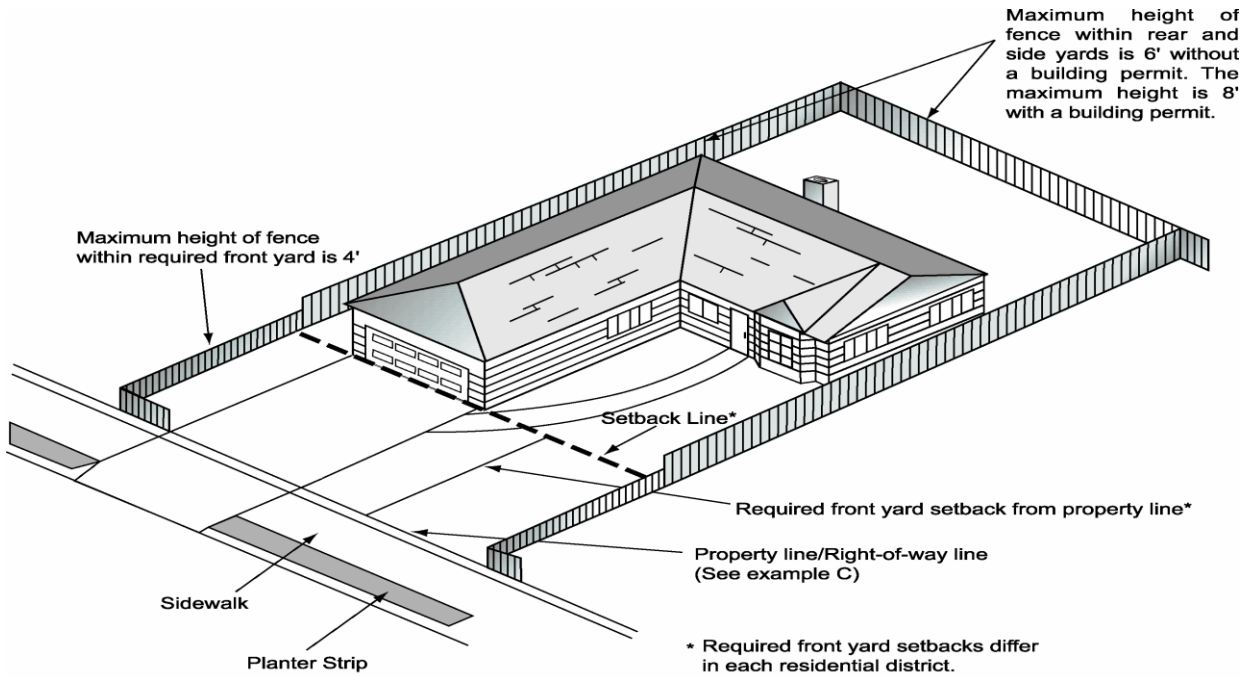 Maximum height of
fence within rear and
side yards is 6' without
a building permit. The
maximum height is 8'
with a building permit.
Maximum height of fence
within required front yard is 4'
Setback Line*
Required front yard setback from property line*
Property line/Right-of-way line
(See example C)
Sidewalk
Planter Strip
* Required front yard setbacks differ
in each residential district.